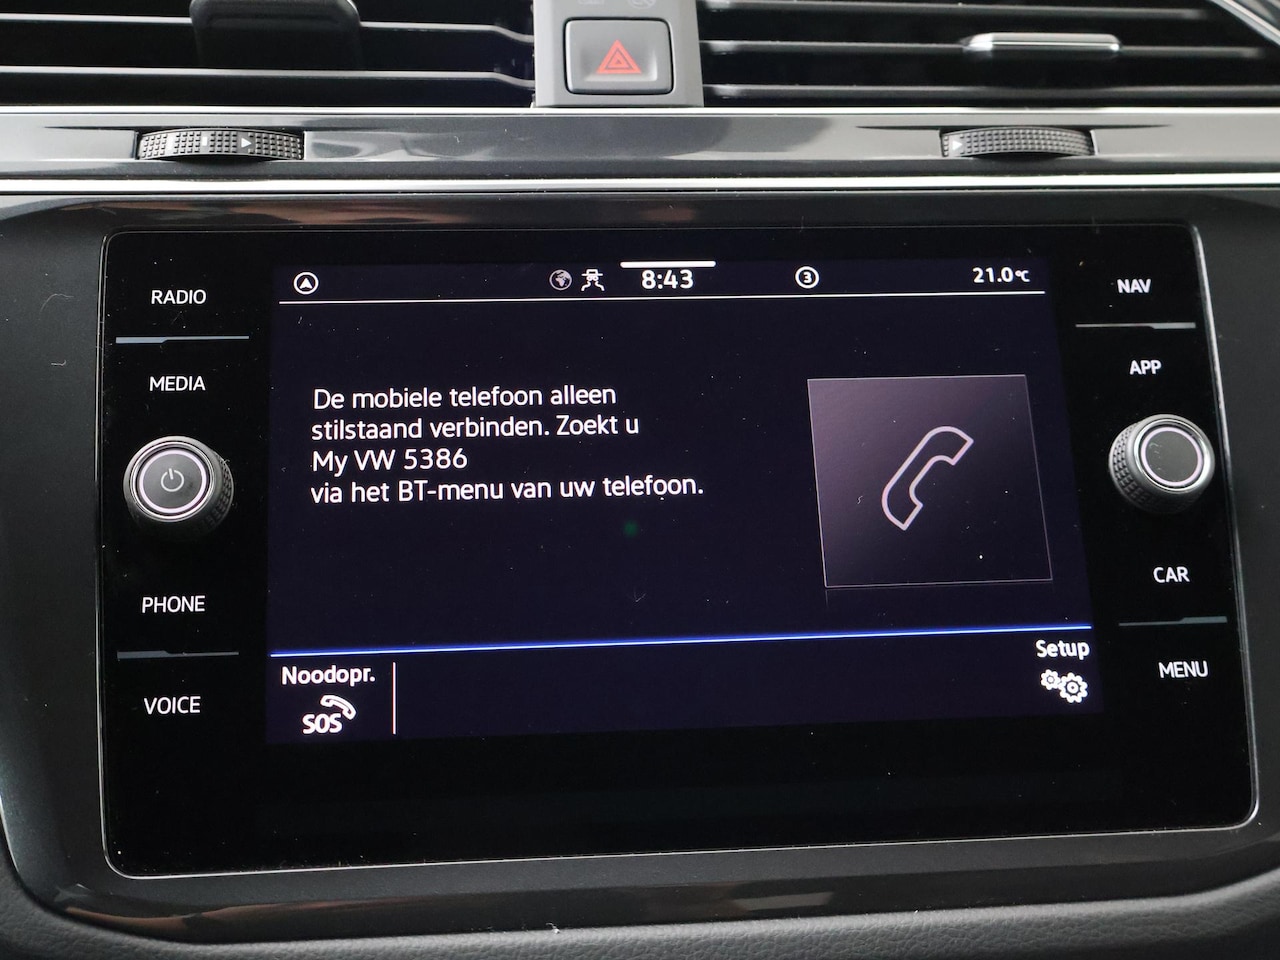 RADIO
MEDIA
PHONE
VOICE
8:43
3
21.0°C
De mobiele telefoon alleen
stilstaand verbinden. Zoekt u
My VW 5386
via het BT-menu van uw telefoon.
Noodopr.
SOS
Setup
NAV
APP
CAR
MENU